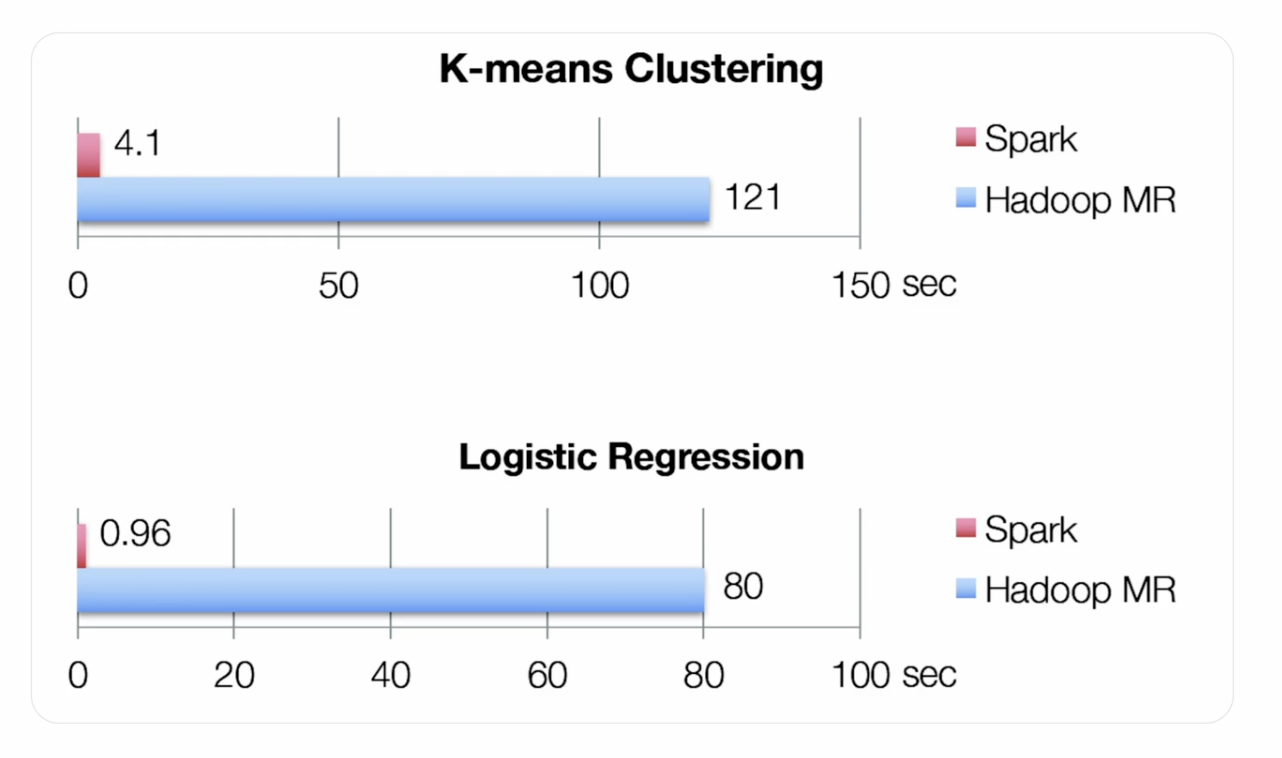 K-means Clustering
4.1
Spark
121
Hadoop MR
0 50 100 150 sec
Logistic Regression
0.96
Spark
80
Hadoop MR
0 20 40 60 80 100 sec